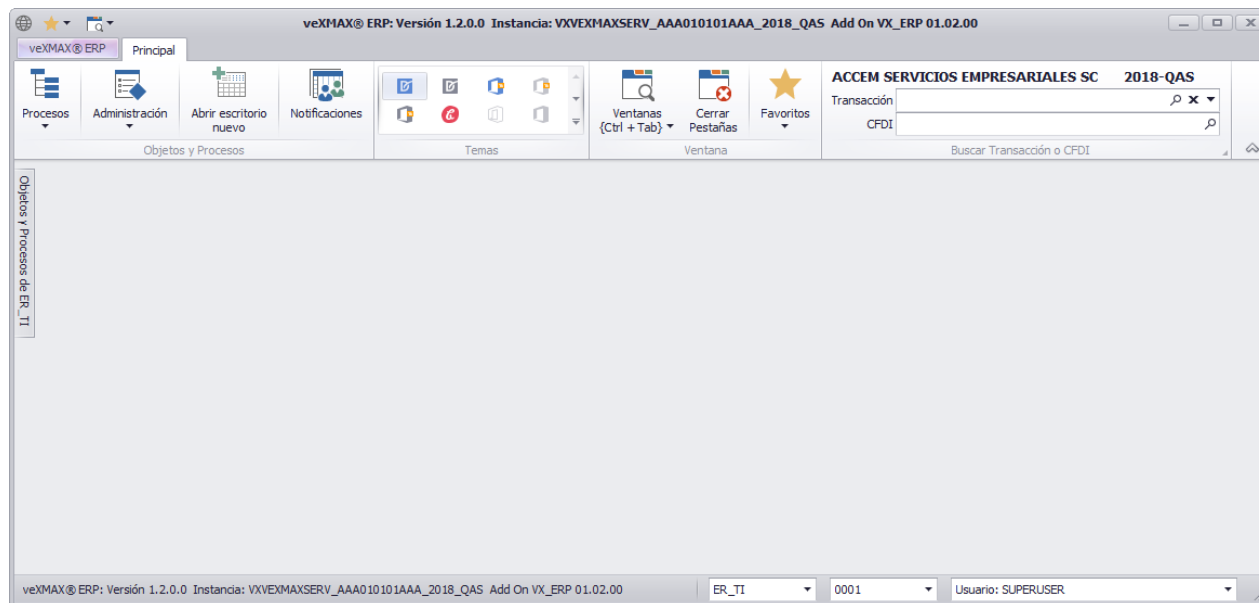 veXMAX® ERP: Versión 1.2.0.0 Instancia: VXVEXMAXSERV_AAA010101AAA_2018_QAS Add On VX_ERP 01.02.00
veXMAX® ERP Principal
Procesos
Administración
Abrir escritorio
nuevo
Notificaciones
Objetos y Procesos
Temas
Ventanas
{Ctrl + Tab}
Cerrar
Pestañas
Favoritos
Ventana
ACCEM SERVICIOS EMPRESARIALES SC 2018-QAS
Transacción
CFDI
Buscar Transacción o CFDI
Objetos y Procesos de ER_TI
veXMAX® ERP: Versión 1.2.0.0 Instancia: VXVEXMAXSERV_AAA010101AAA_2018_QAS Add On VX_ERP 01.02.00 ER_TI 0001 Usuario: SUPERUSER